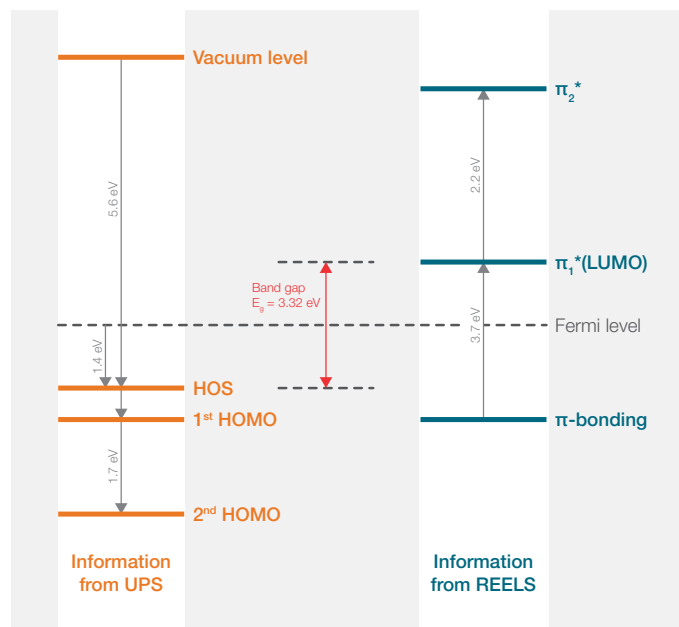 Vacuum level
π₂*
5.6 eV
2.2 eV
π₁*(LUMO)
Band gap
E₉ = 3.32 eV
Fermi level
1.4 eV
3.7 eV
HOS
1ˢᵗ HOMO
π-bonding
1.7 eV
2ⁿᵈ HOMO
Information
from UPS
Information
from REELS